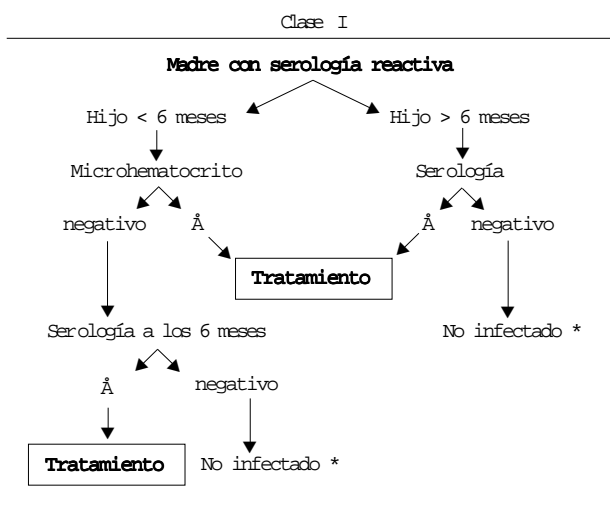 Clase I
Madre con serología reactiva
Hijo < 6 meses Hijo > 6 meses
Microhematocrito Serología
negativo Å Å negativo
Tratamiento
Serología a los 6 meses No infectado *
Å negativo
Tratamiento No infectado *